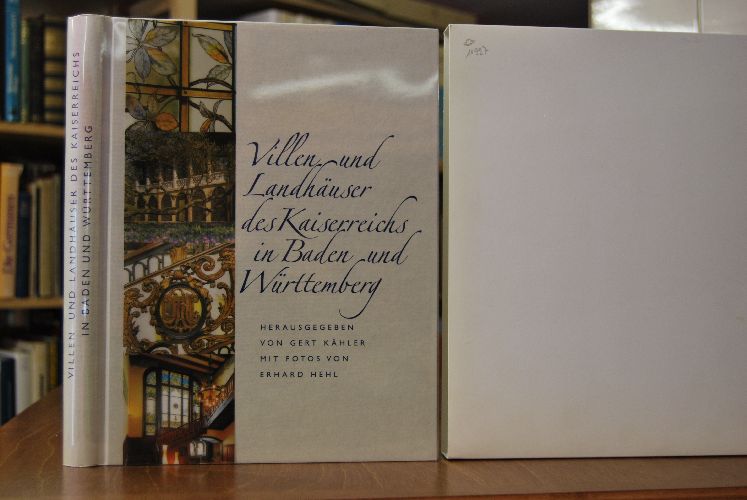 VILLEN UND LANDHÄUSER DES KAISERREICHS
IN BADEN UND WÜRTTEMBERG
Villen und
Landhäuser
des Kaiserreichs
in Baden und
Württemberg
HERAUSGEGEBEN
VON GERT KÄHLER
MIT FOTOS VON
ERHARD HEHL